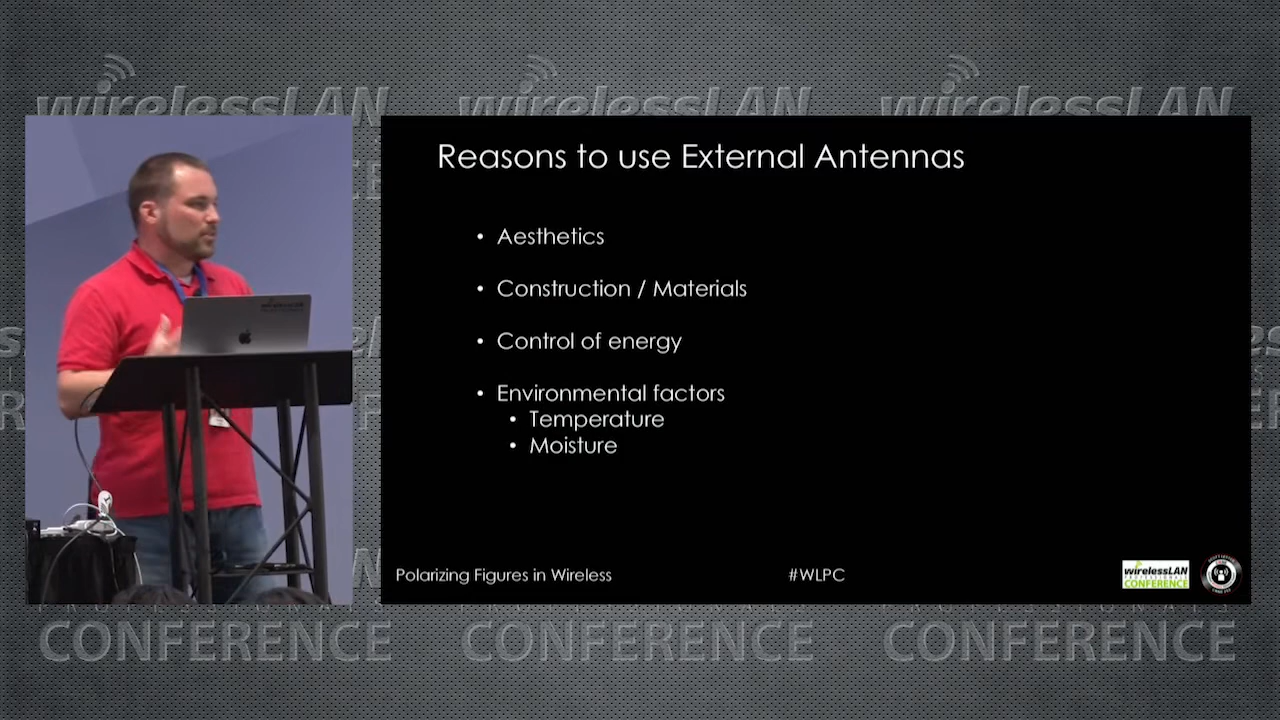 wirelessLAN wirelessLAN wirelessLAN
Reasons to use External Antennas
• Aesthetics
• Construction / Materials
• Control of energy
• Environmental factors
• Temperature
• Moisture
Polarizing Figures in Wireless
#WLPC
wirelessLAN
PROFESSIONALS
CONFERENCE
CONFERENCE CONFERENCE CONFERENCE